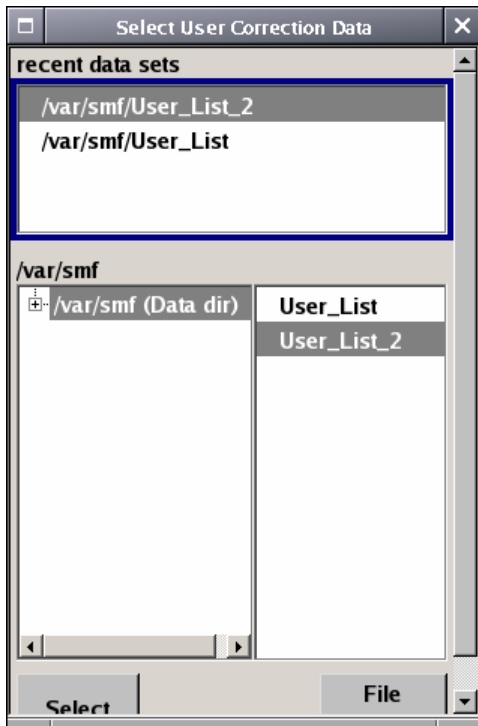 Select User Correction Data
recent data sets
/var/smf/User_List_2
/var/smf/User_List
/var/smf
/var/smf (Data dir)
User_List
User_List_2
Select
File